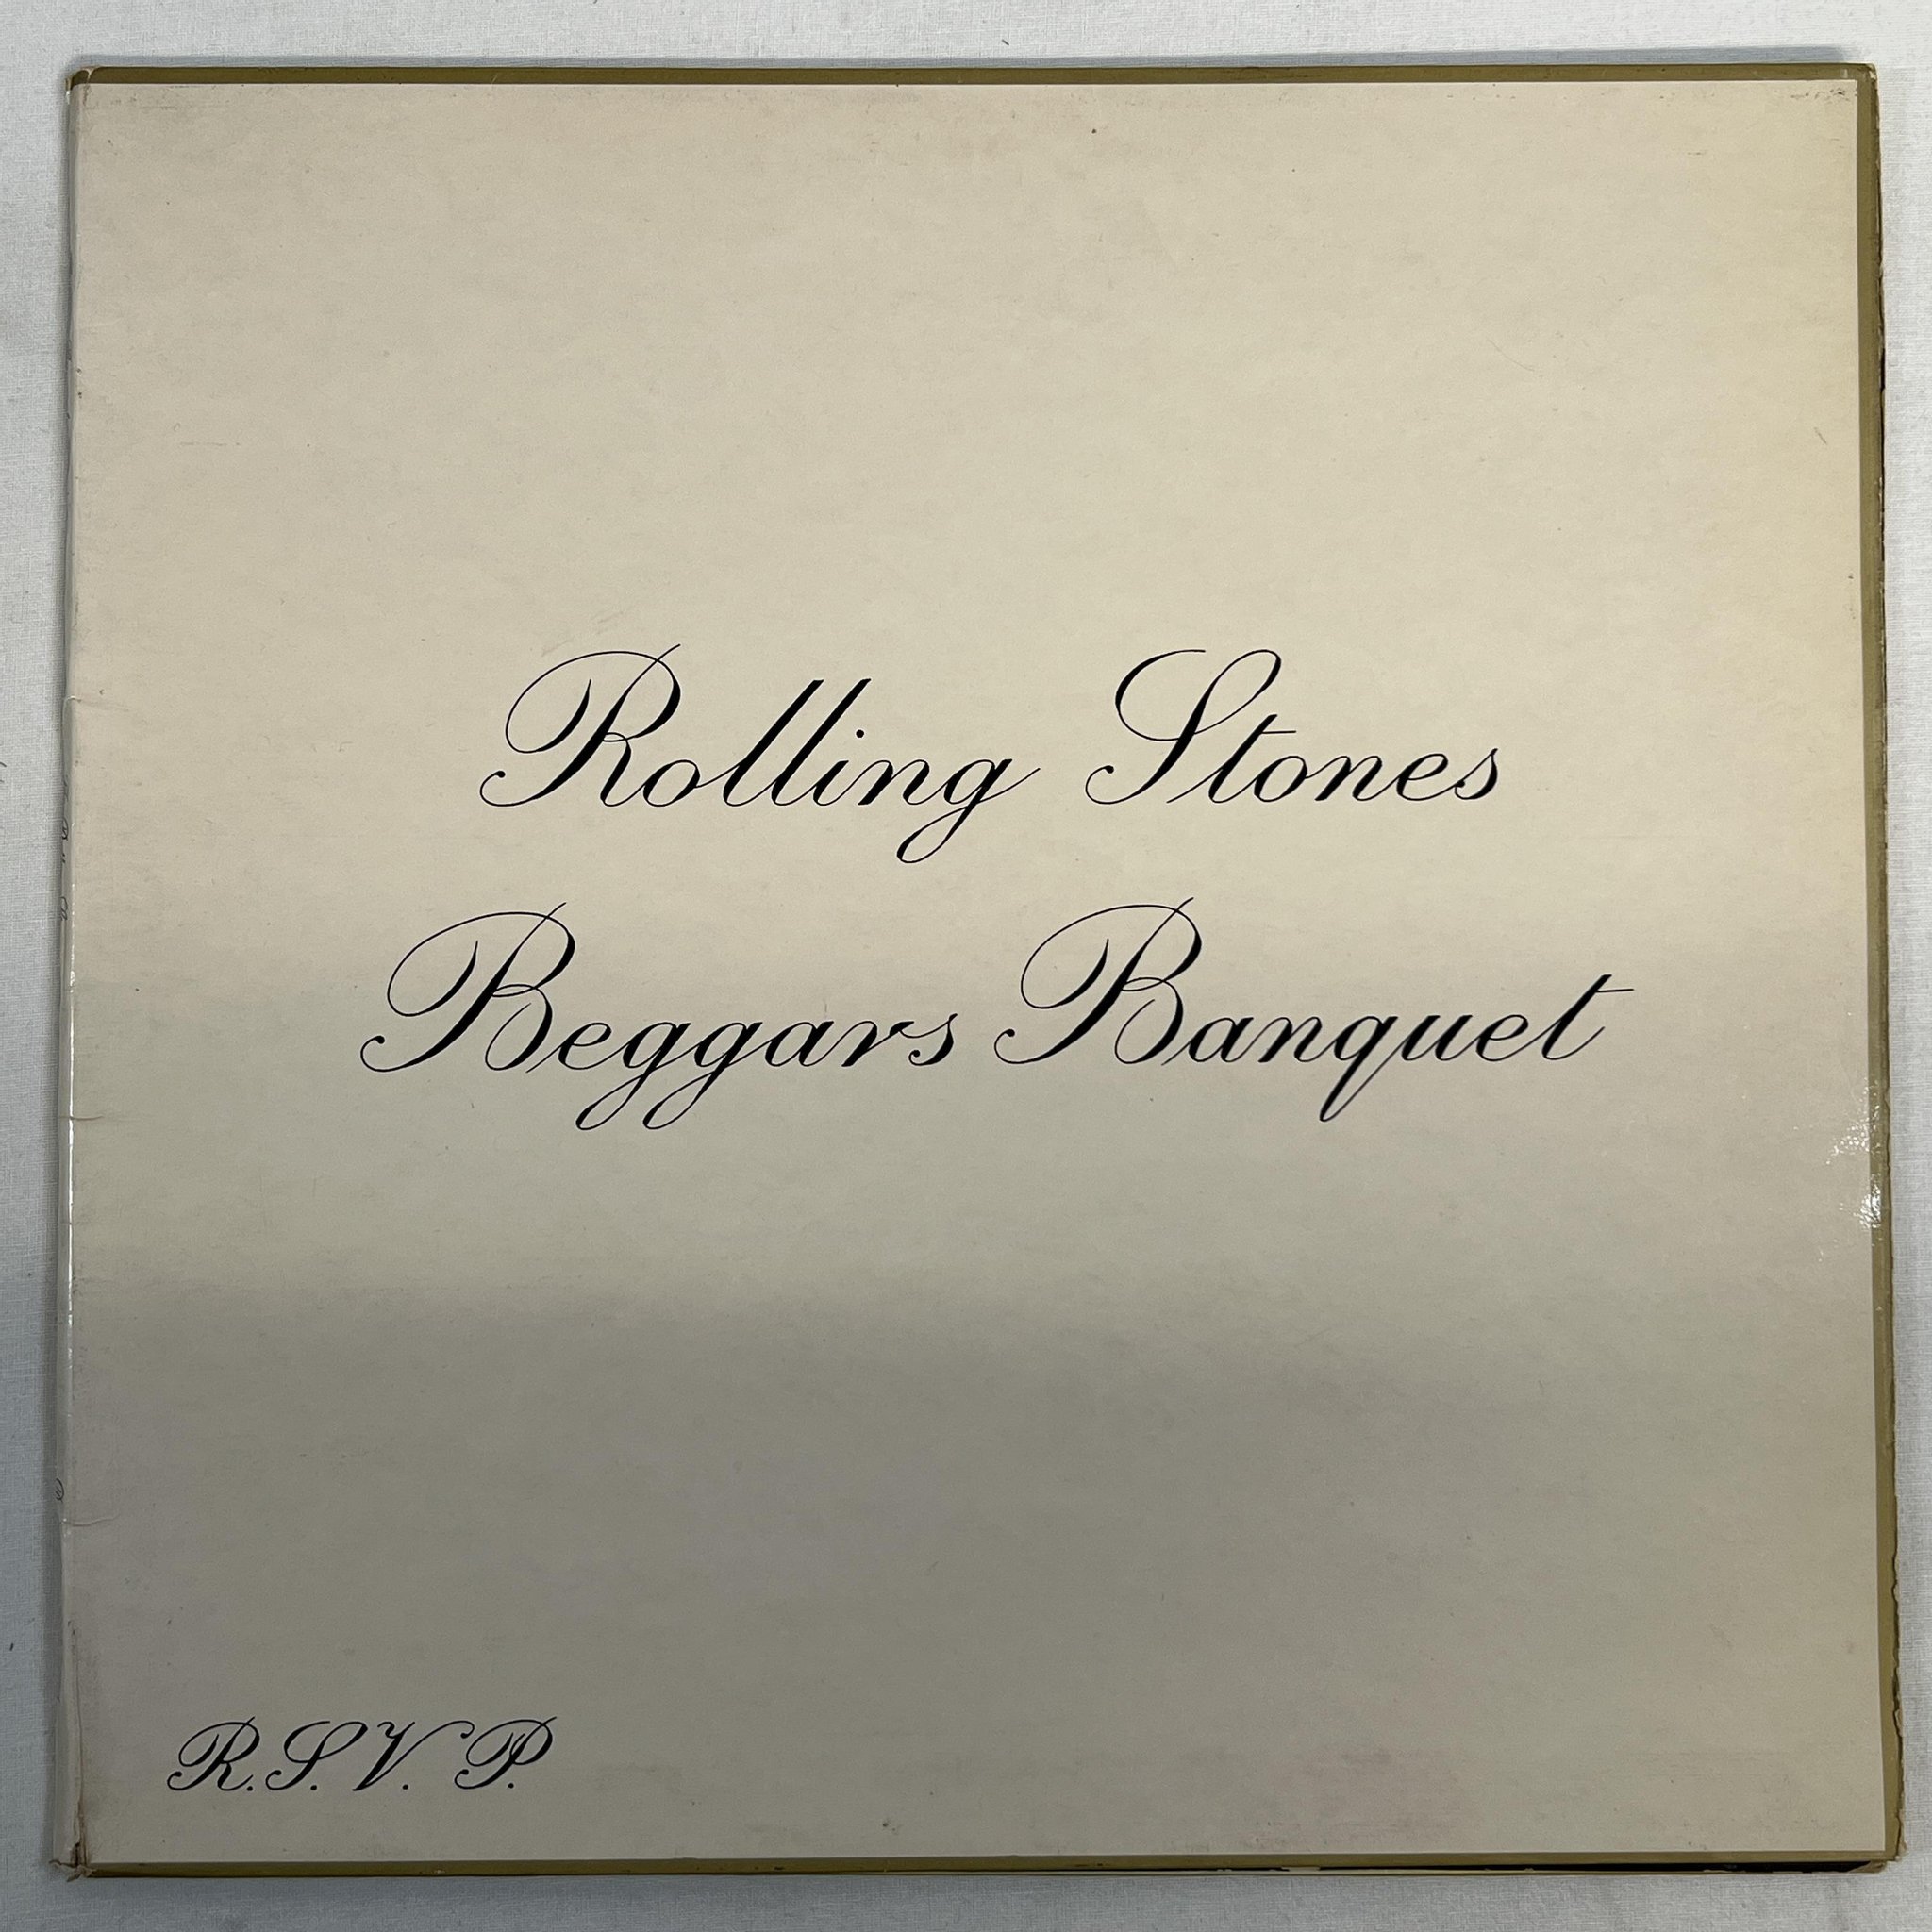 Rolling Stones
Beggars Banquet
R.S.V.P.